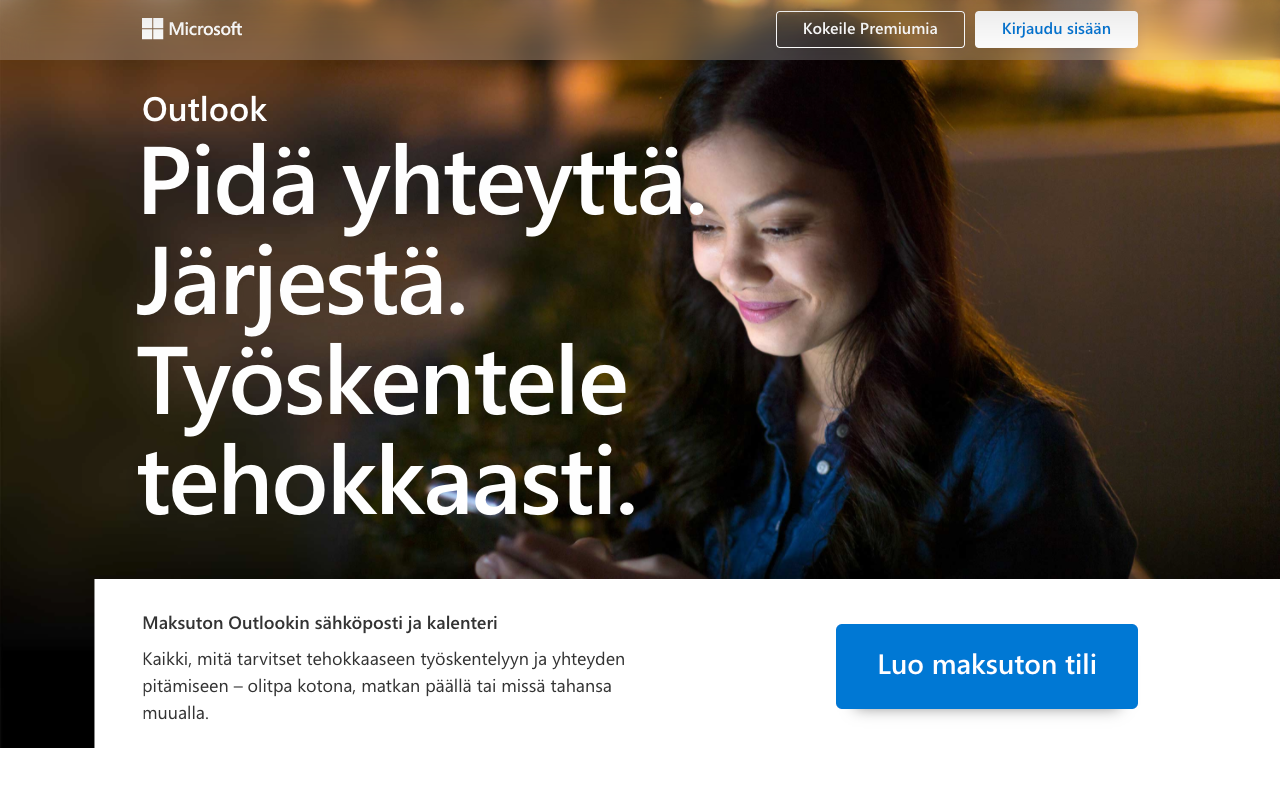 Microsoft
Kokeile Premiumia
Kirjaudu sisään
Outlook
Pidä yhteyttä.
Järjestä.
Työskentele
tehokkaasti.
Maksuton Outlookin sähköposti ja kalenteri
Kaikki, mitä tarvitset tehokkaaseen työskentelyyn ja yhteyden
pitämiseen – olitpa kotona, matkan päällä tai missä tahansa
muualla.
Luo maksuton tili